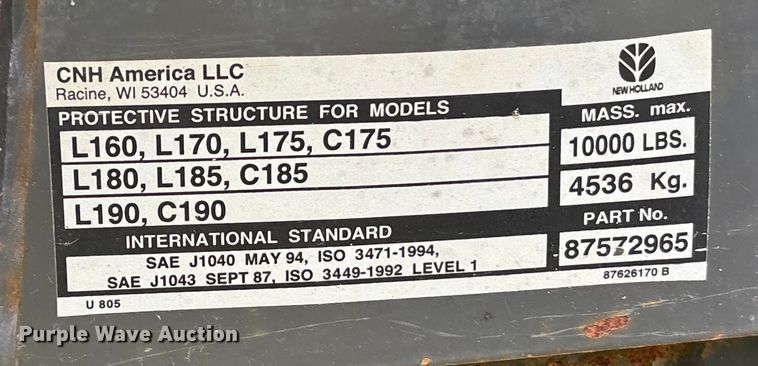 CNH America LLC
Racine, WI 53404 U.S.A.
NEW HOLLAND
PROTECTIVE STRUCTURE FOR MODELS
L160, L170, L175, C175
L180, L185, C185
L190, C190
MASS. max.
10000 LBS.
4536 Kg.
PART No.
87572965
INTERNATIONAL STANDARD
SAE J1040 MAY 94, ISO 3471-1994,
SAE J1043 SEPT 87, ISO 3449-1992 LEVEL 1
U 805
87626170 B
Purple Wave Auction